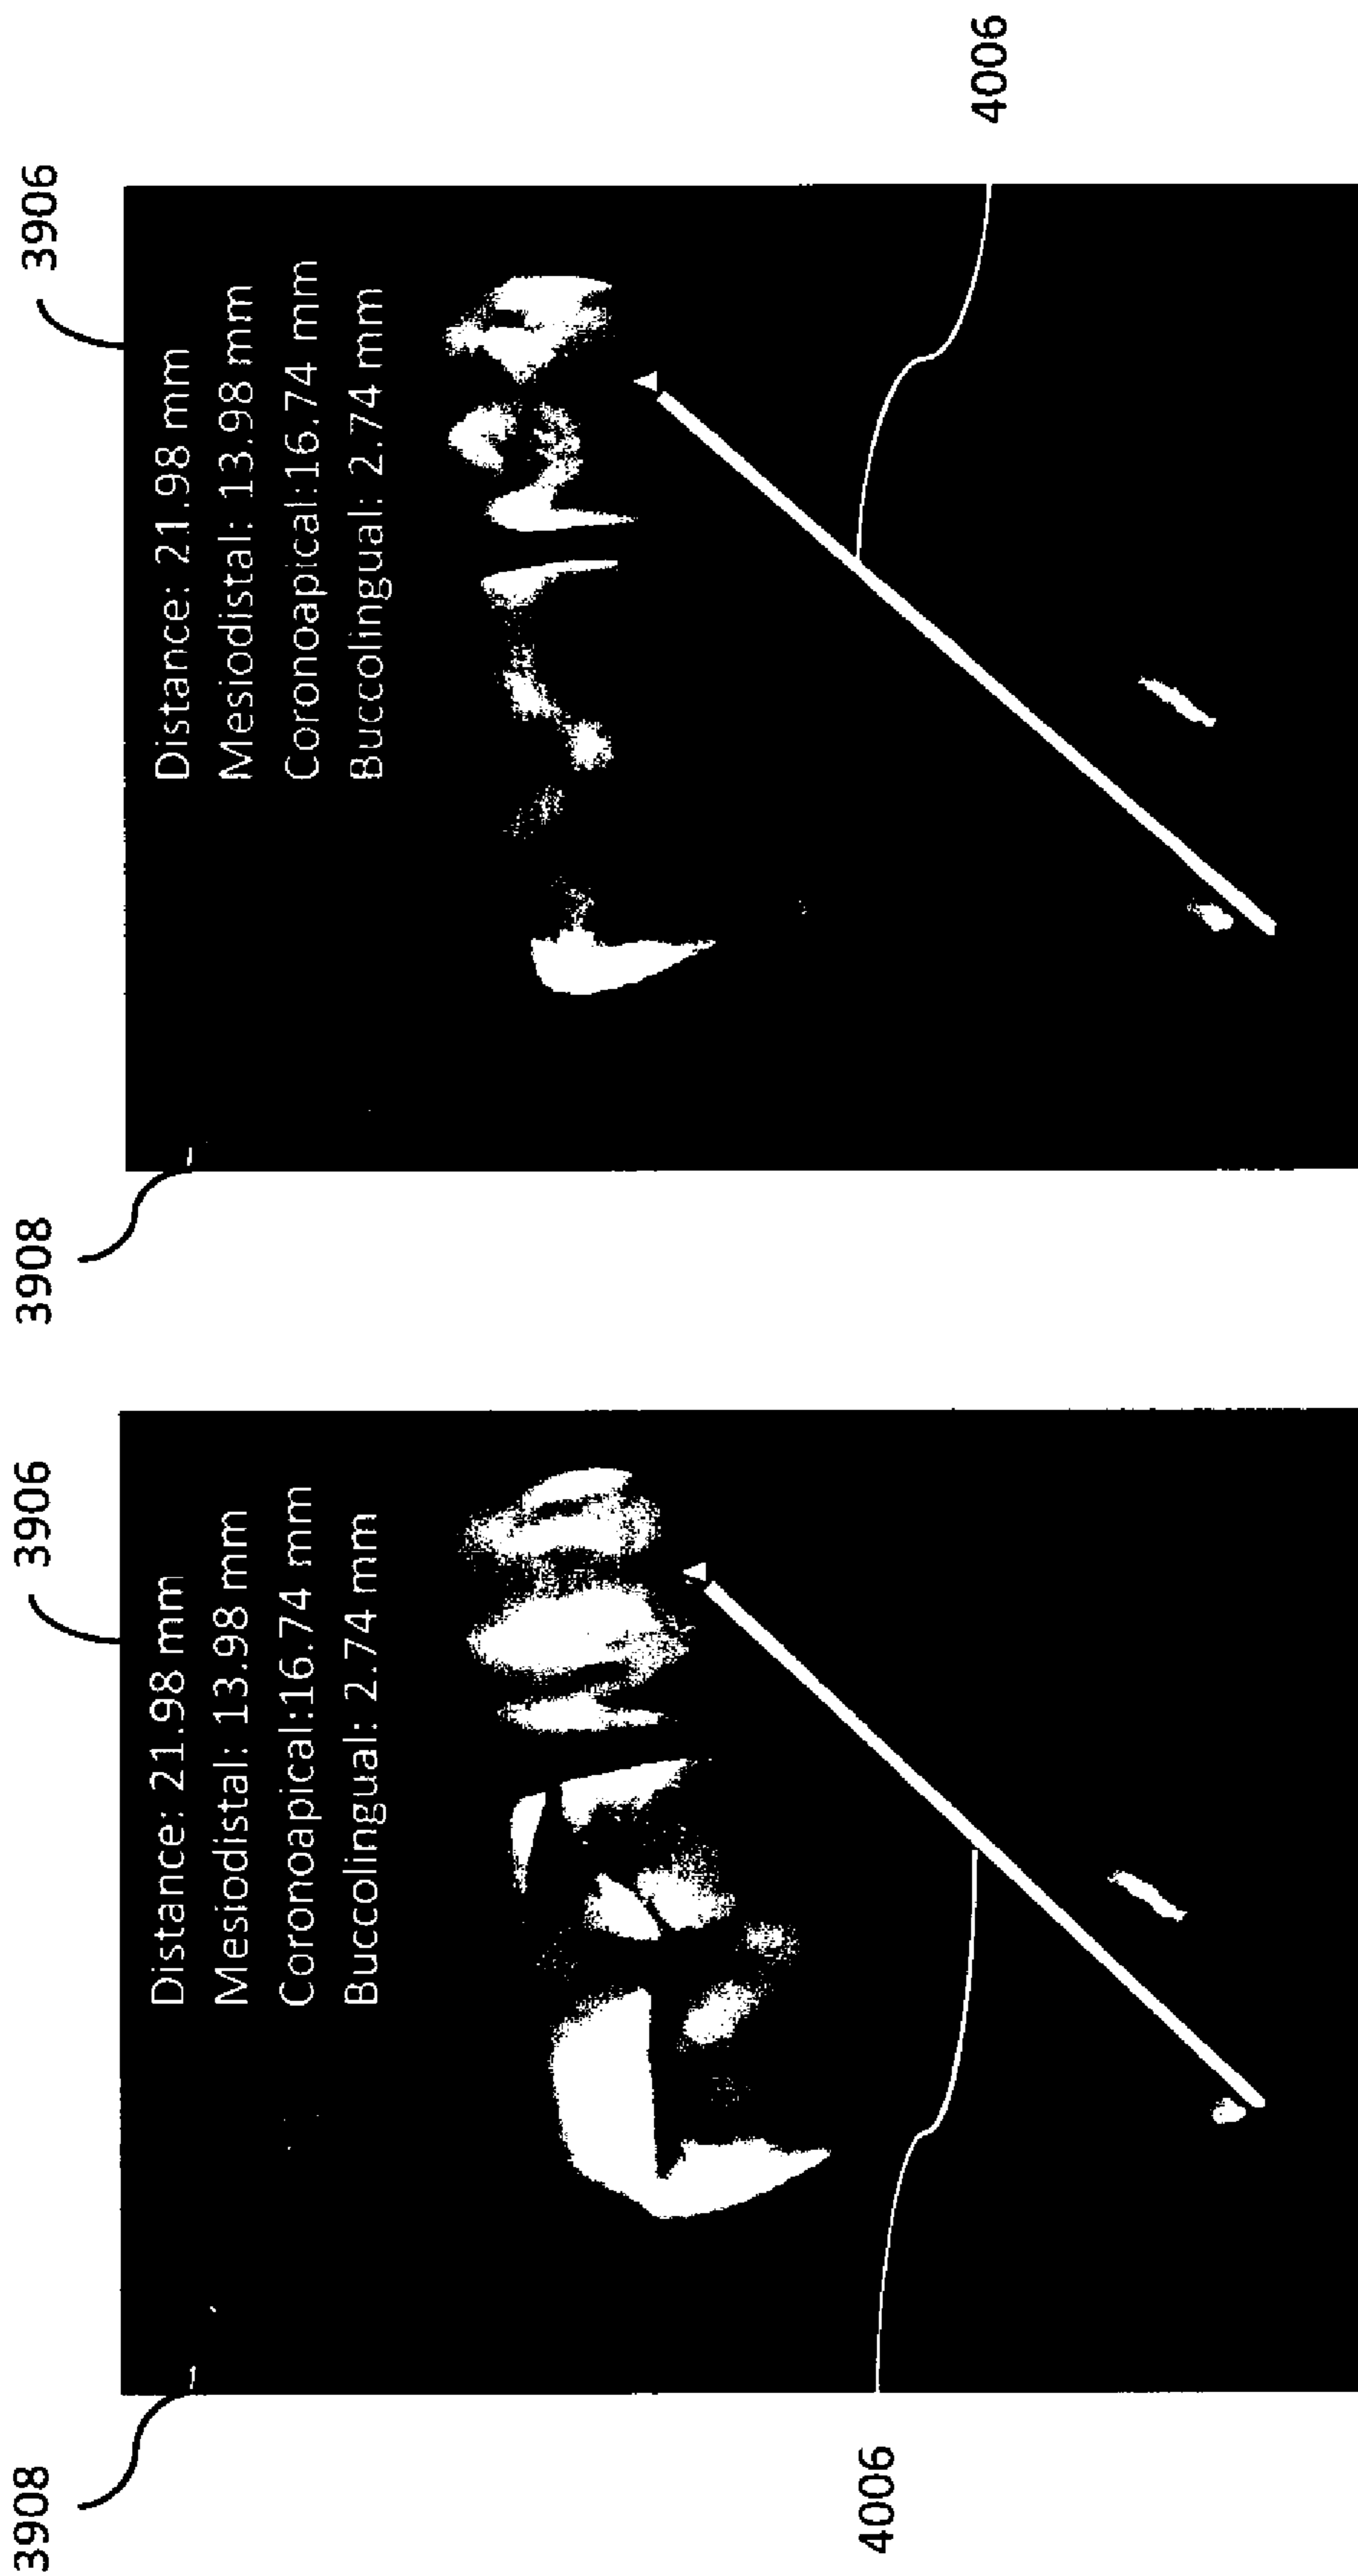 3908
3906
Distance: 21.98 mm
Mesiodistal: 13.98 mm
Coronoapical:16.74 mm
Buccolingual: 2.74 mm
4006
3908
3906
Distance: 21.98 mm
Mesiodistal: 13.98 mm
Coronoapical:16.74 mm
Buccolingual: 2.74 mm
4006